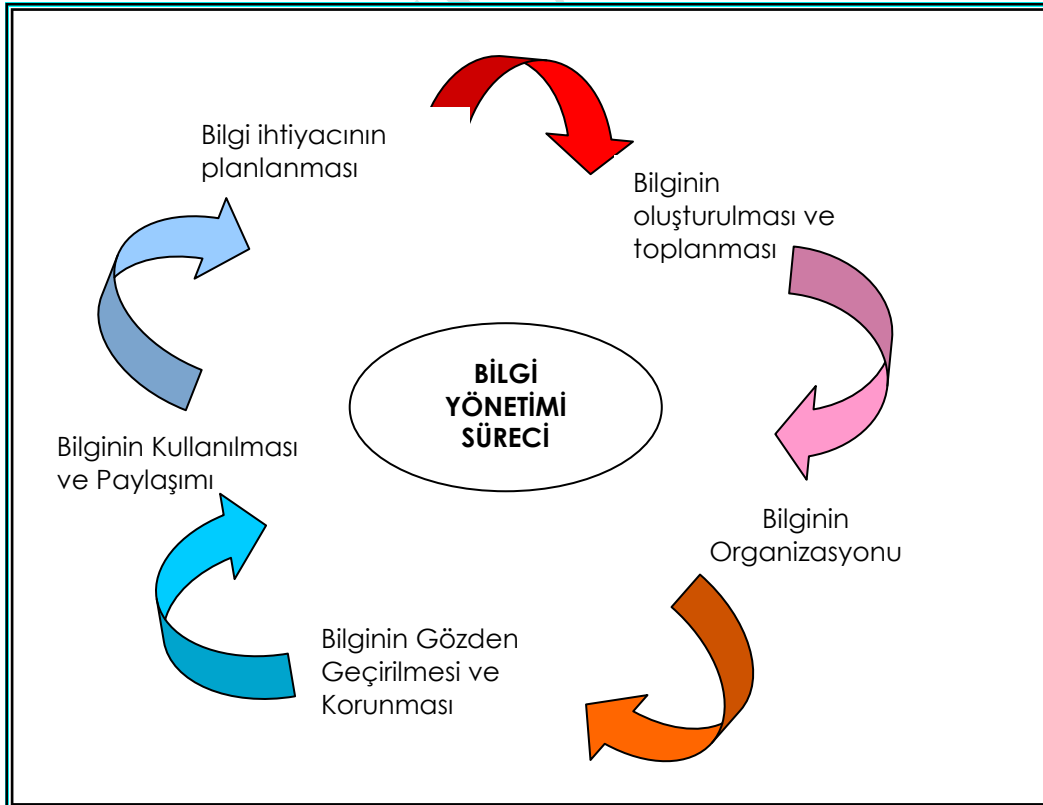 Bilgi ihtiyacının
planlanması
Bilginin
oluşturulması ve
toplanması
BİLGİ
YÖNETİMİ
SÜRECİ
Bilginin Kullanılması
ve Paylaşımı
Bilginin
Organizasyonu
Bilginin Gözden
Geçirilmesi ve
Korunması